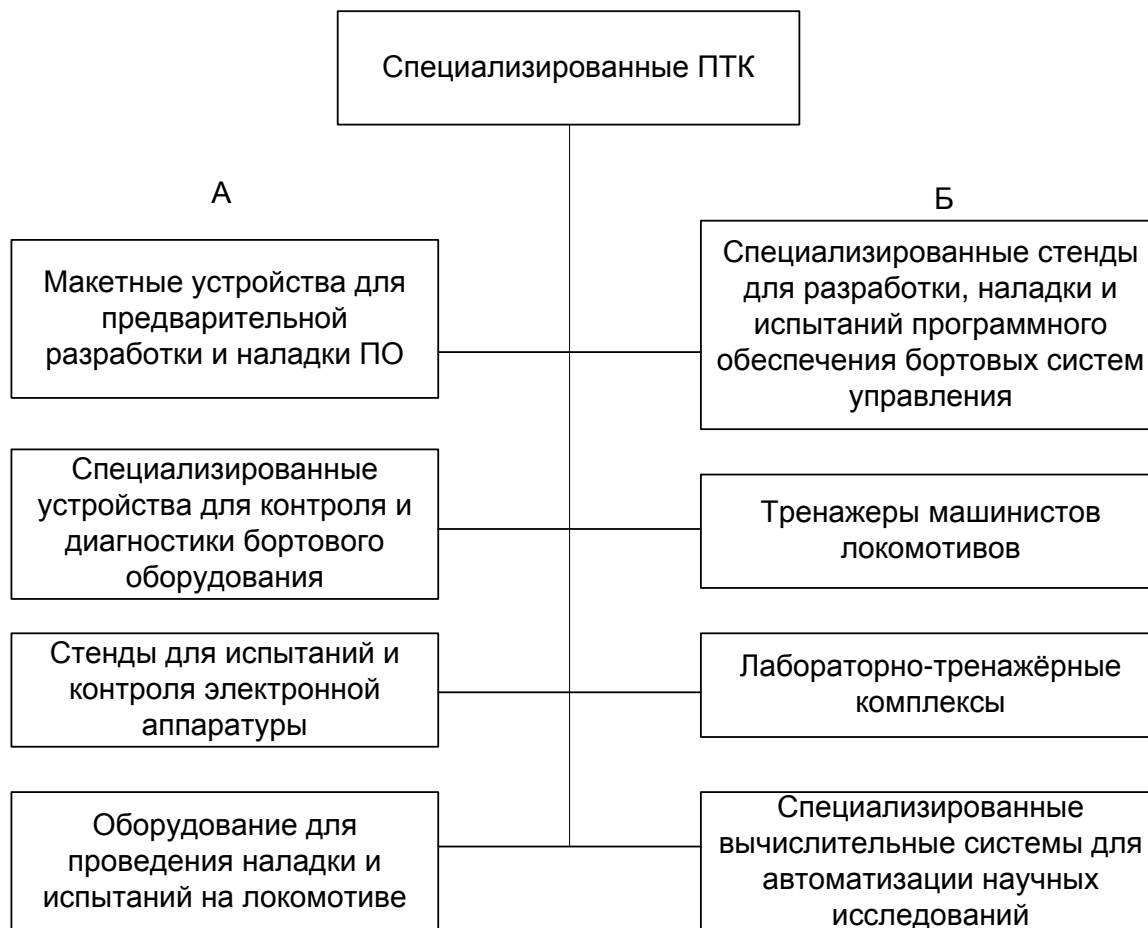 Специализированные ПТК
А
Макетные устройства для
предварительной
разработки и наладки ПО
Специализированные
устройства для контроля и
диагностики бортового
оборудования
Стенды для испытаний и
контроля электронной
аппаратуры
Оборудование для
проведения наладки и
испытаний на локомотиве
Б
Специализированные стенды
для разработки, наладки и
испытаний программного
обеспечения бортовых систем
управления
Тренажеры машинистов
локомотивов
Лабораторно-тренажёрные
комплексы
Специализированные
вычислительные системы для
автоматизации научных
исследований